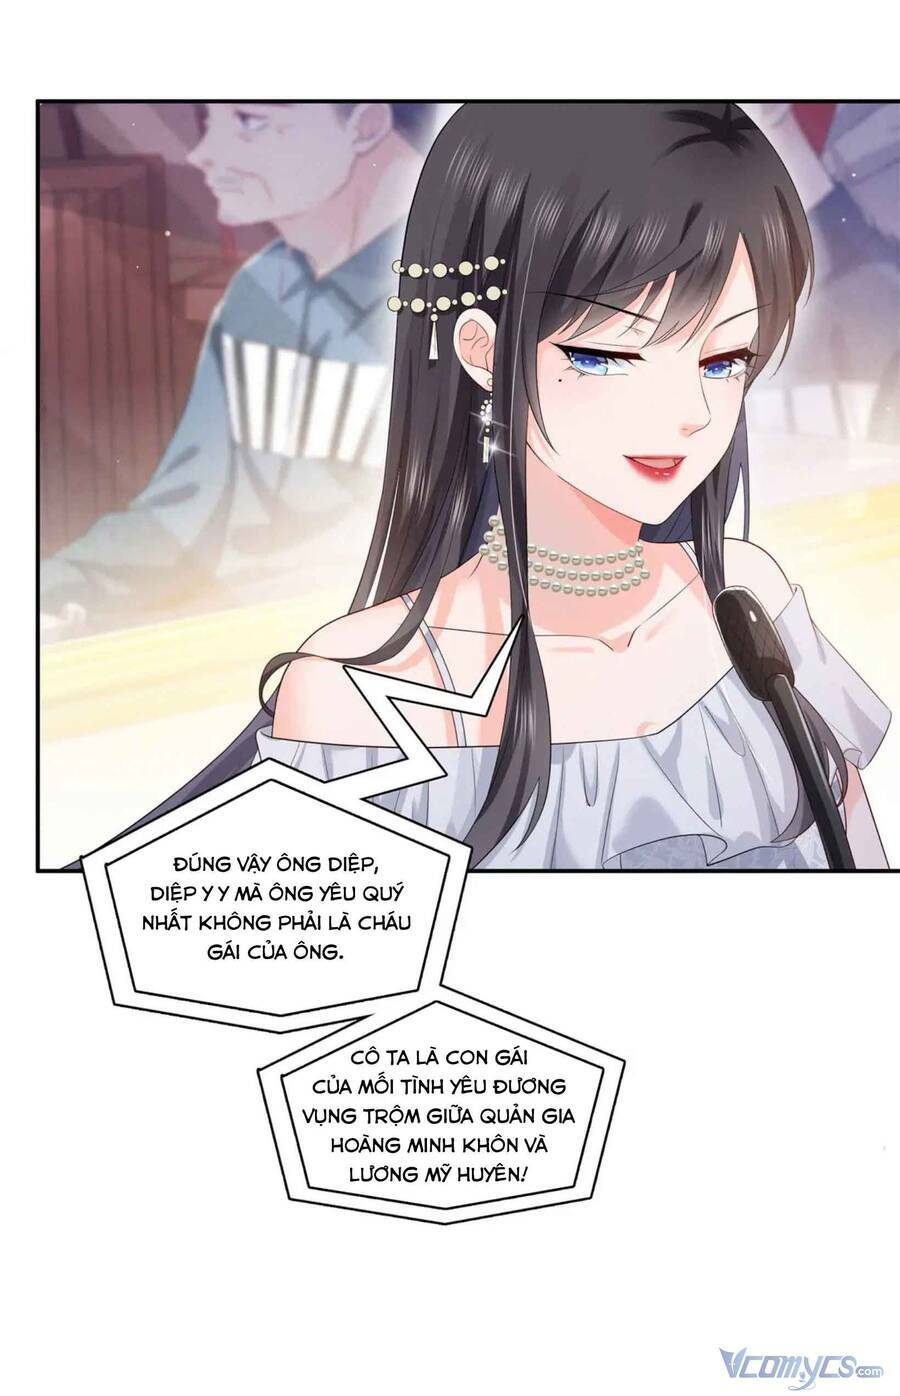 ĐÚNG VẬY ÔNG DIỆP,
DIỆP Y Y MÀ ÔNG YÊU QUÝ
NHẤT KHÔNG PHẢI LÀ CHÁU
GÁI CỦA ÔNG.
CÔ TA LÀ CON GÁI
CỦA MỐI TÌNH YÊU ĐƯƠNG
VỤNG TRỘM GIỮA QUẢN GIA
HOÀNG MINH KHÔN VÀ
LƯƠNG MỸ HUYÊN!
Vcomycs.com